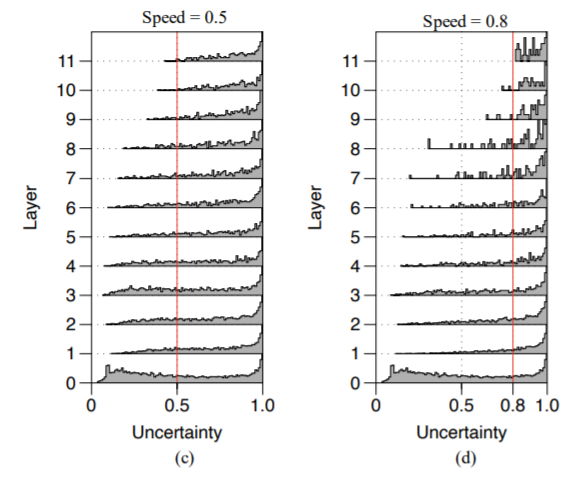 Speed = 0.5
Layer
11
10
9
8
7
6
5
4
3
2
1
0
0 0.5 1.0
Uncertainty
(c)
Speed = 0.8
Layer
11
10
9
8
7
6
5
4
3
2
1
0
0 0.5 0.8 1.0
Uncertainty
(d)